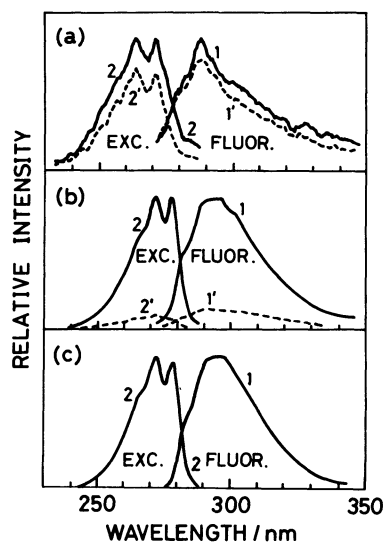 (a)
2
2'
1
1'
EXC.
2
FLUOR.
(b)
2
1
EXC.
FLUOR.
2'
1'
(c)
2
1
EXC.
2
FLUOR.
250
300
350
WAVELENGTH / nm
RELATIVE INTENSITY